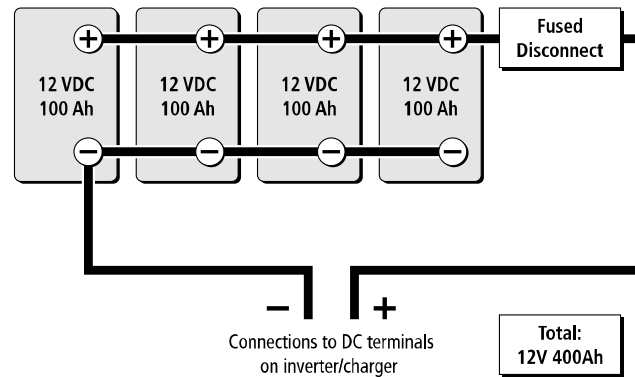 + + + +
Fused
Disconnect
12 VDC 12 VDC 12 VDC 12 VDC
100 Ah 100 Ah 100 Ah 100 Ah
− − − −
− +
Connections to DC terminals
on inverter/charger
Total:
12V 400Ah